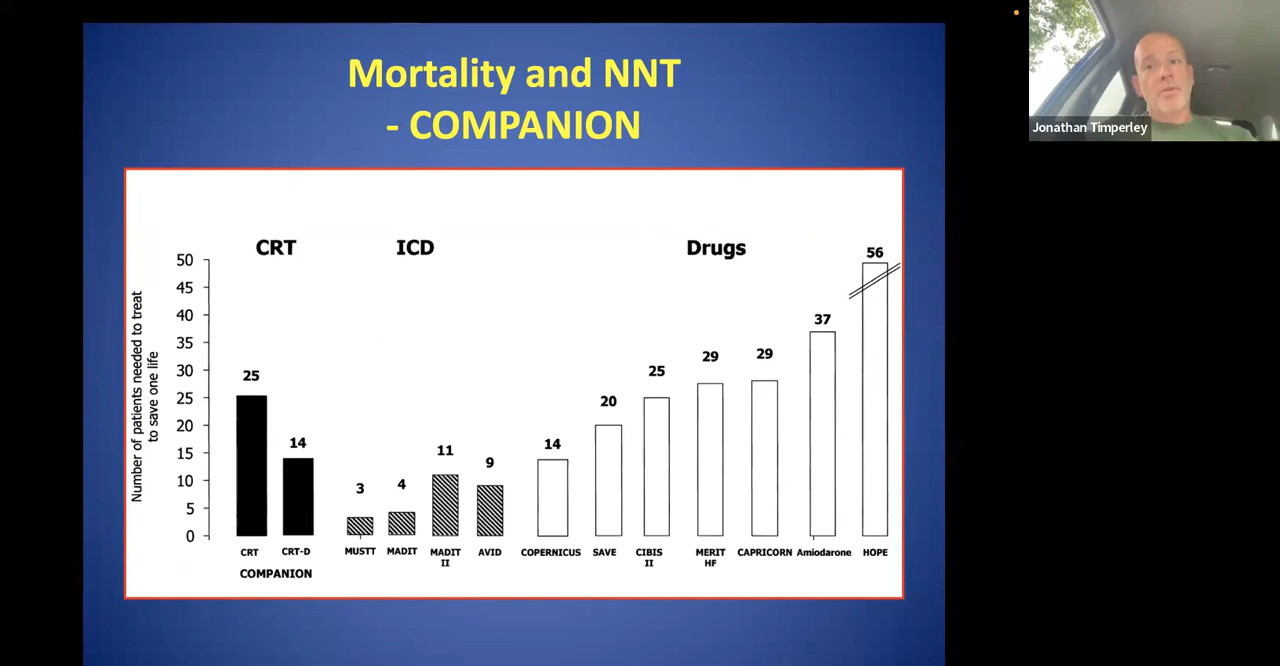 Mortality and NNT
- COMPANION
Jonathan Timperley
CRT
ICD
Drugs
Number of patients needed to treat
to save one life
50
45
40
35
30
25
20
15
10
5
0
25
14
3
4
11
9
14
20
25
29
29
37
56
CRT
CRT-D
MUSTT
MADIT
MADIT
II
AVID
COPERNICUS
SAVE
CIBIS
II
MERIT
HF
CAPRICORN
Amiodarone
HOPE
COMPANION